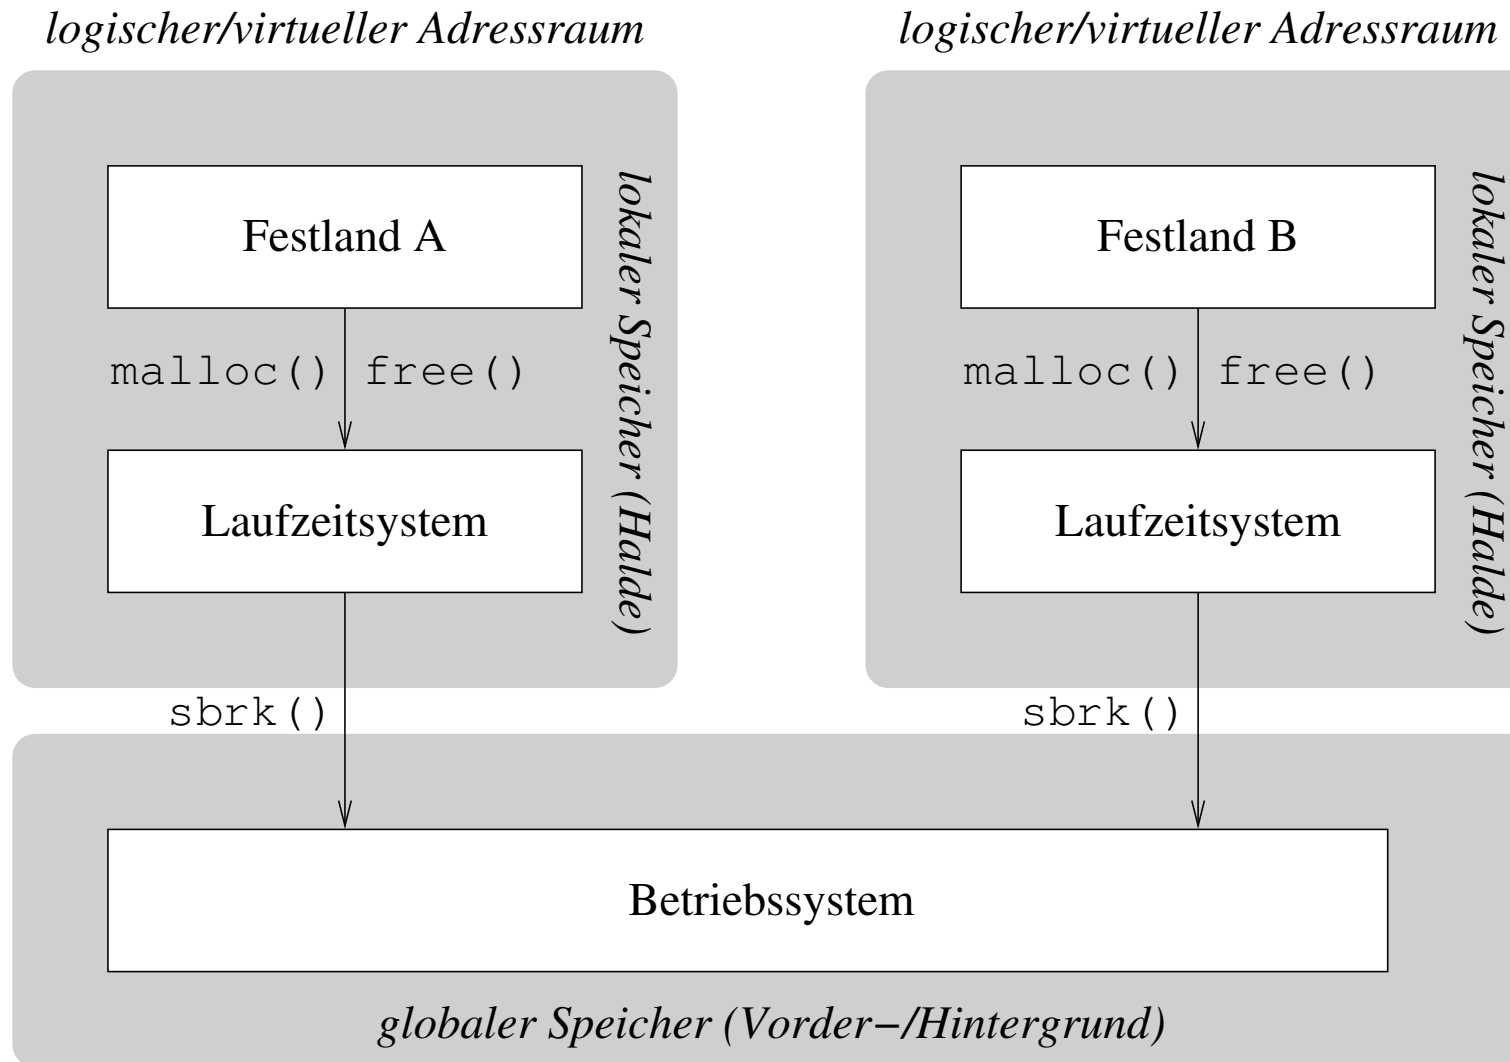 logischer/virtueller Adressraum
logischer/virtueller Adressraum
Festland A
lokaler Speicher (Halde)
Festland B
lokaler Speicher (Halde)
malloc() free()
malloc() free()
Laufzeitsystem
Laufzeitsystem
sbrk()
sbrk()
Betriebssystem
globaler Speicher (Vorder−/Hintergrund)